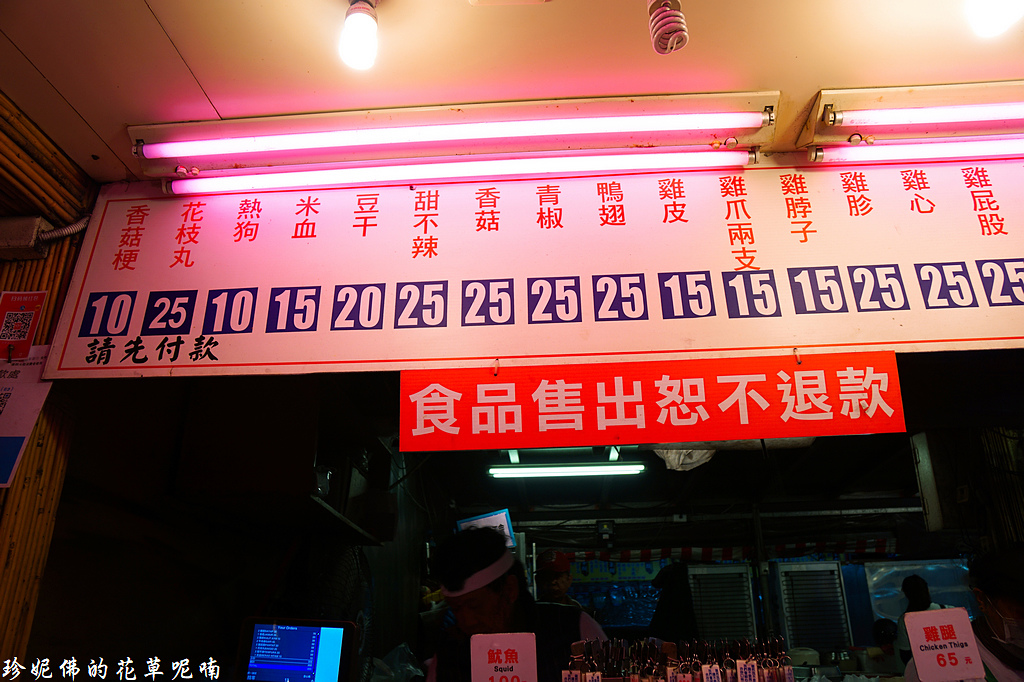 香菇梗 花枝丸 熱狗 米血 豆干 甜不辣 香菇 青椒 鴨翅 雞皮 雞爪兩支 雞脖子 雞胗 雞心 雞屁股
10 25 10 15 20 25 25 25 25 15 15 15 25 25 25
請先付款
食品售出恕不退款
魷魚
Squid
雞腿
Chicken Thigs
65 元
珍妮佛的花草呢喃